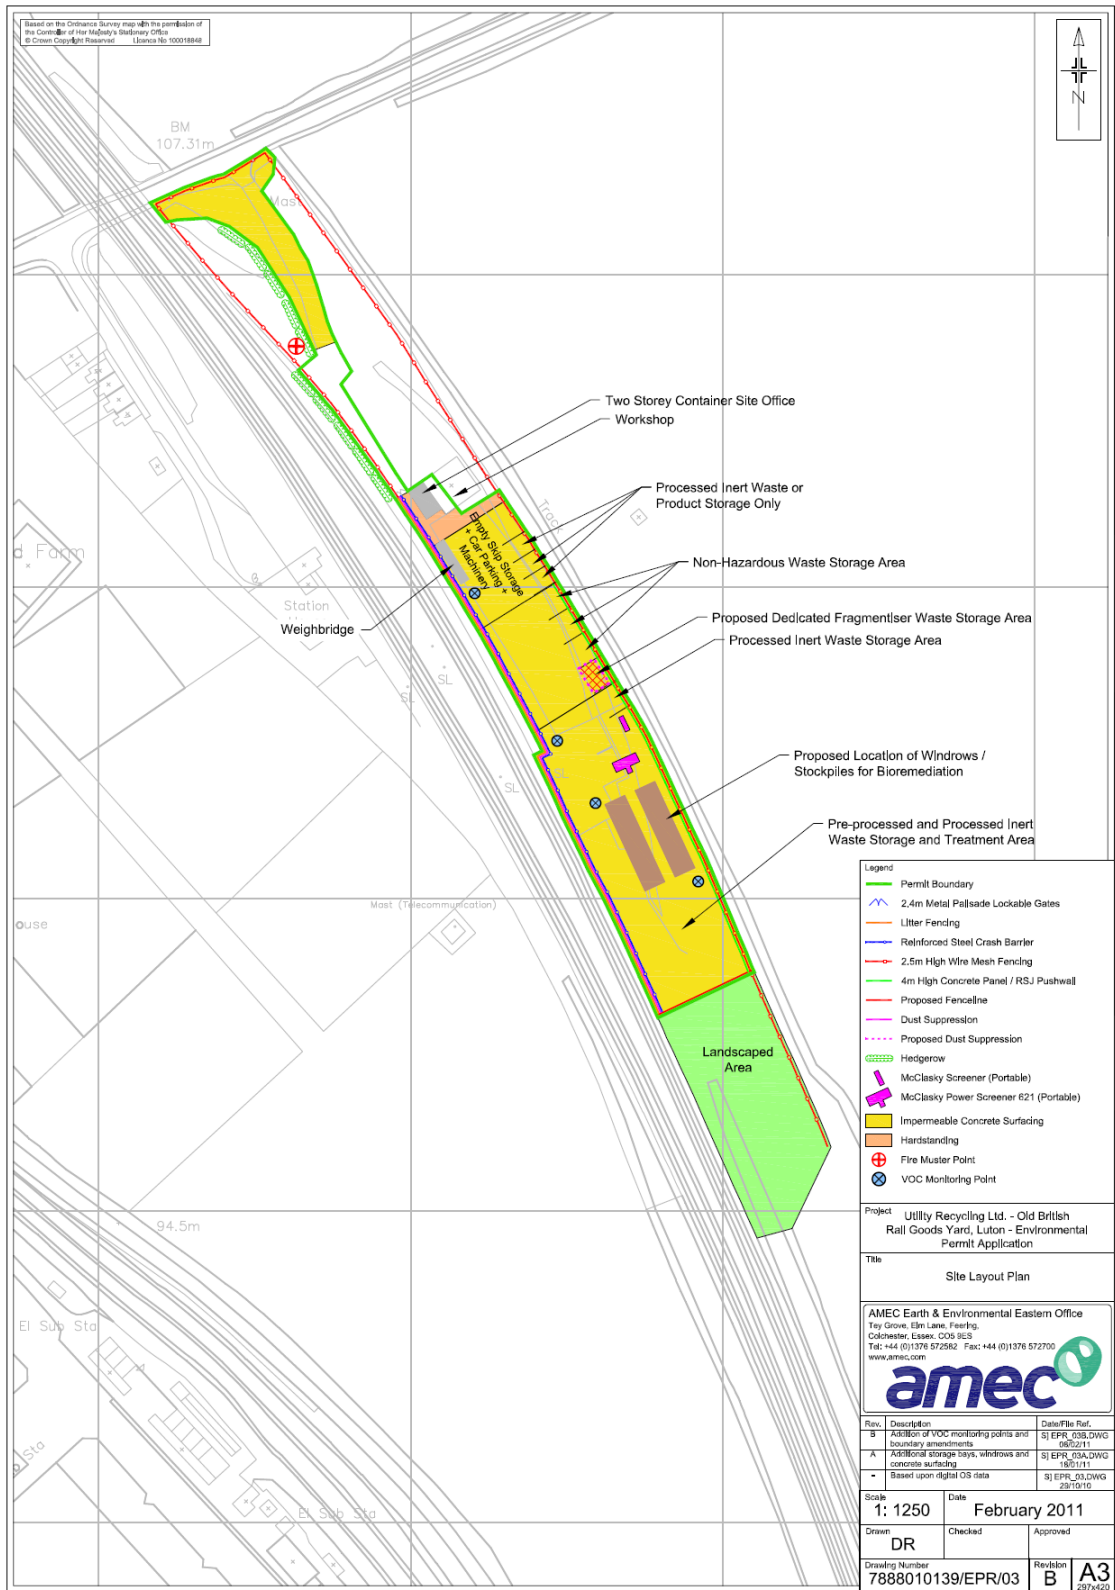 Based on the Ordnance Survey map with the permission of
the Controller of Her Majesty's Stationary Office
© Crown Copyright Reserved Licence No 100018848
N
BM
107.31m
Mast
Two Storey Container Site Office
Workshop
Processed Inert Waste or
Product Storage Only
Track
Empty Skip Storage
+ Car Parking +
Machinery
d Farm
Non-Hazardous Waste Storage Area
Station
Weighbridge
Proposed Dedicated Fragmentiser Waste Storage Area
Processed Inert Waste Storage Area
SL
SL
SL
SL
Proposed Location of Windrows /
Stockpiles for Bioremediation
Pre-processed and Processed Inert
Waste Storage and Treatment Area
Mast (Telecommunication)
ouse
Landscaped
Area
94.5m
El Sub Sta
Sta
El Sub Sta
Legend
Permit Boundary
2.4m Metal Palisade Lockable Gates
Litter Fencing
Reinforced Steel Crash Barrier
2.5m High Wire Mesh Fencing
4m High Concrete Panel / RSJ Pushwall
Proposed Fenceline
Dust Suppression
Proposed Dust Suppression
Hedgerow
McClasky Screener (Portable)
McClasky Power Screener 621 (Portable)
Impermeable Concrete Surfacing
Hardstanding
Fire Muster Point
VOC Monitoring Point
Project
Utility Recycling Ltd. - Old British
Rail Goods Yard, Luton - Environmental
Permit Application
Title
Site Layout Plan
AMEC Earth & Environmental Eastern Office
Tey Grove, Elm Lane, Feering,
Colchester, Essex. CO5 9ES
Tel: +44 (0)1376 572582 Fax: +44 (0)1376 572700
www.amec.com
amec
Rev. Description Date/File Ref.
B Addition of VOC monitoring points and boundary amendments SJ EPR_03B.DWG 08/02/11
A Additional storage bays, windrows and concrete surfacing SJ EPR_03A.DWG 18/01/11
- Based upon digital OS data SJ EPR_03.DWG 29/10/10
Scale
1: 1250
Date
February 2011
Drawn
DR
Checked
Approved
Drawing Number
7888010139/EPR/03
Revision
B
A3
297x420